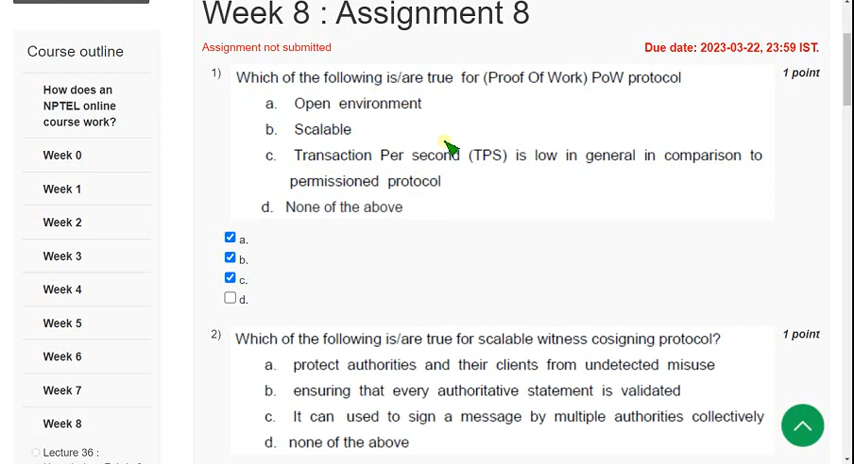 Week 8 : Assignment 8
Course outline
Assignment not submitted
Due date: 2023-03-22, 23:59 IST.
1) Which of the following is/are true for (Proof Of Work) PoW protocol
1 point
How does an
NPTEL online
course work?
a. Open environment
b. Scalable
c. Transaction Per second (TPS) is low in general in comparison to
permissioned protocol
d. None of the above
a.
b.
c.
d.
Week 0
Week 1
Week 2
Week 3
Week 4
Week 5
Week 6
Week 7
Week 8
Lecture 36 :
2) Which of the following is/are true for scalable witness cosigning protocol?
1 point
a. protect authorities and their clients from undetected misuse
b. ensuring that every authoritative statement is validated
c. It can used to sign a message by multiple authorities collectively
d. none of the above